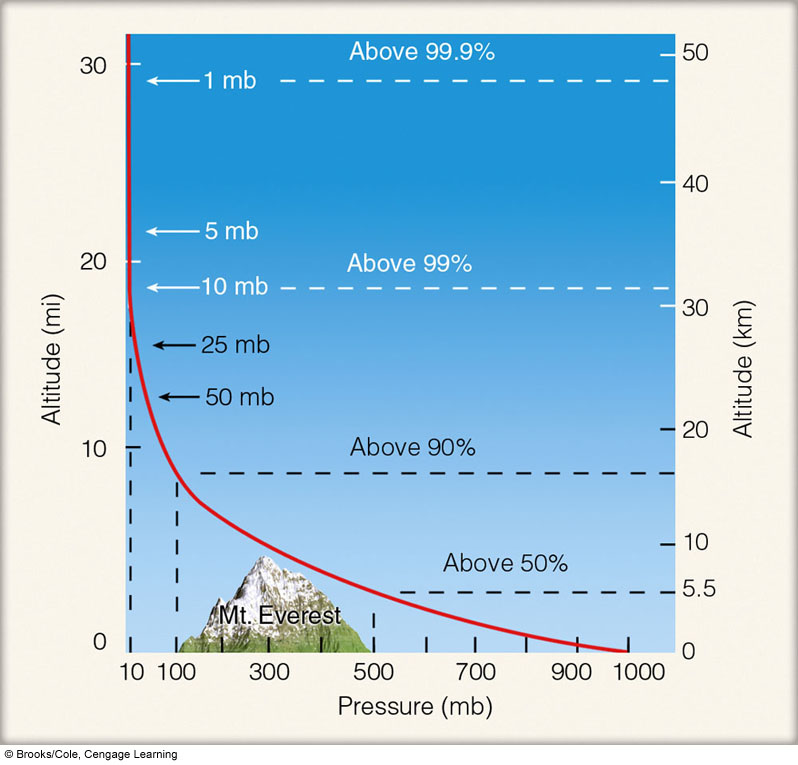 Above 99.9%
50
30
1 mb
40
5 mb
20
Above 99%
10 mb
30
Altitude (mi)
Altitude (km)
25 mb
50 mb
20
Above 90%
10
10
Above 50%
5.5
Mt. Everest
0
0
10 100 300 500 700 900 1000
Pressure (mb)
© Brooks/Cole, Cengage Learning